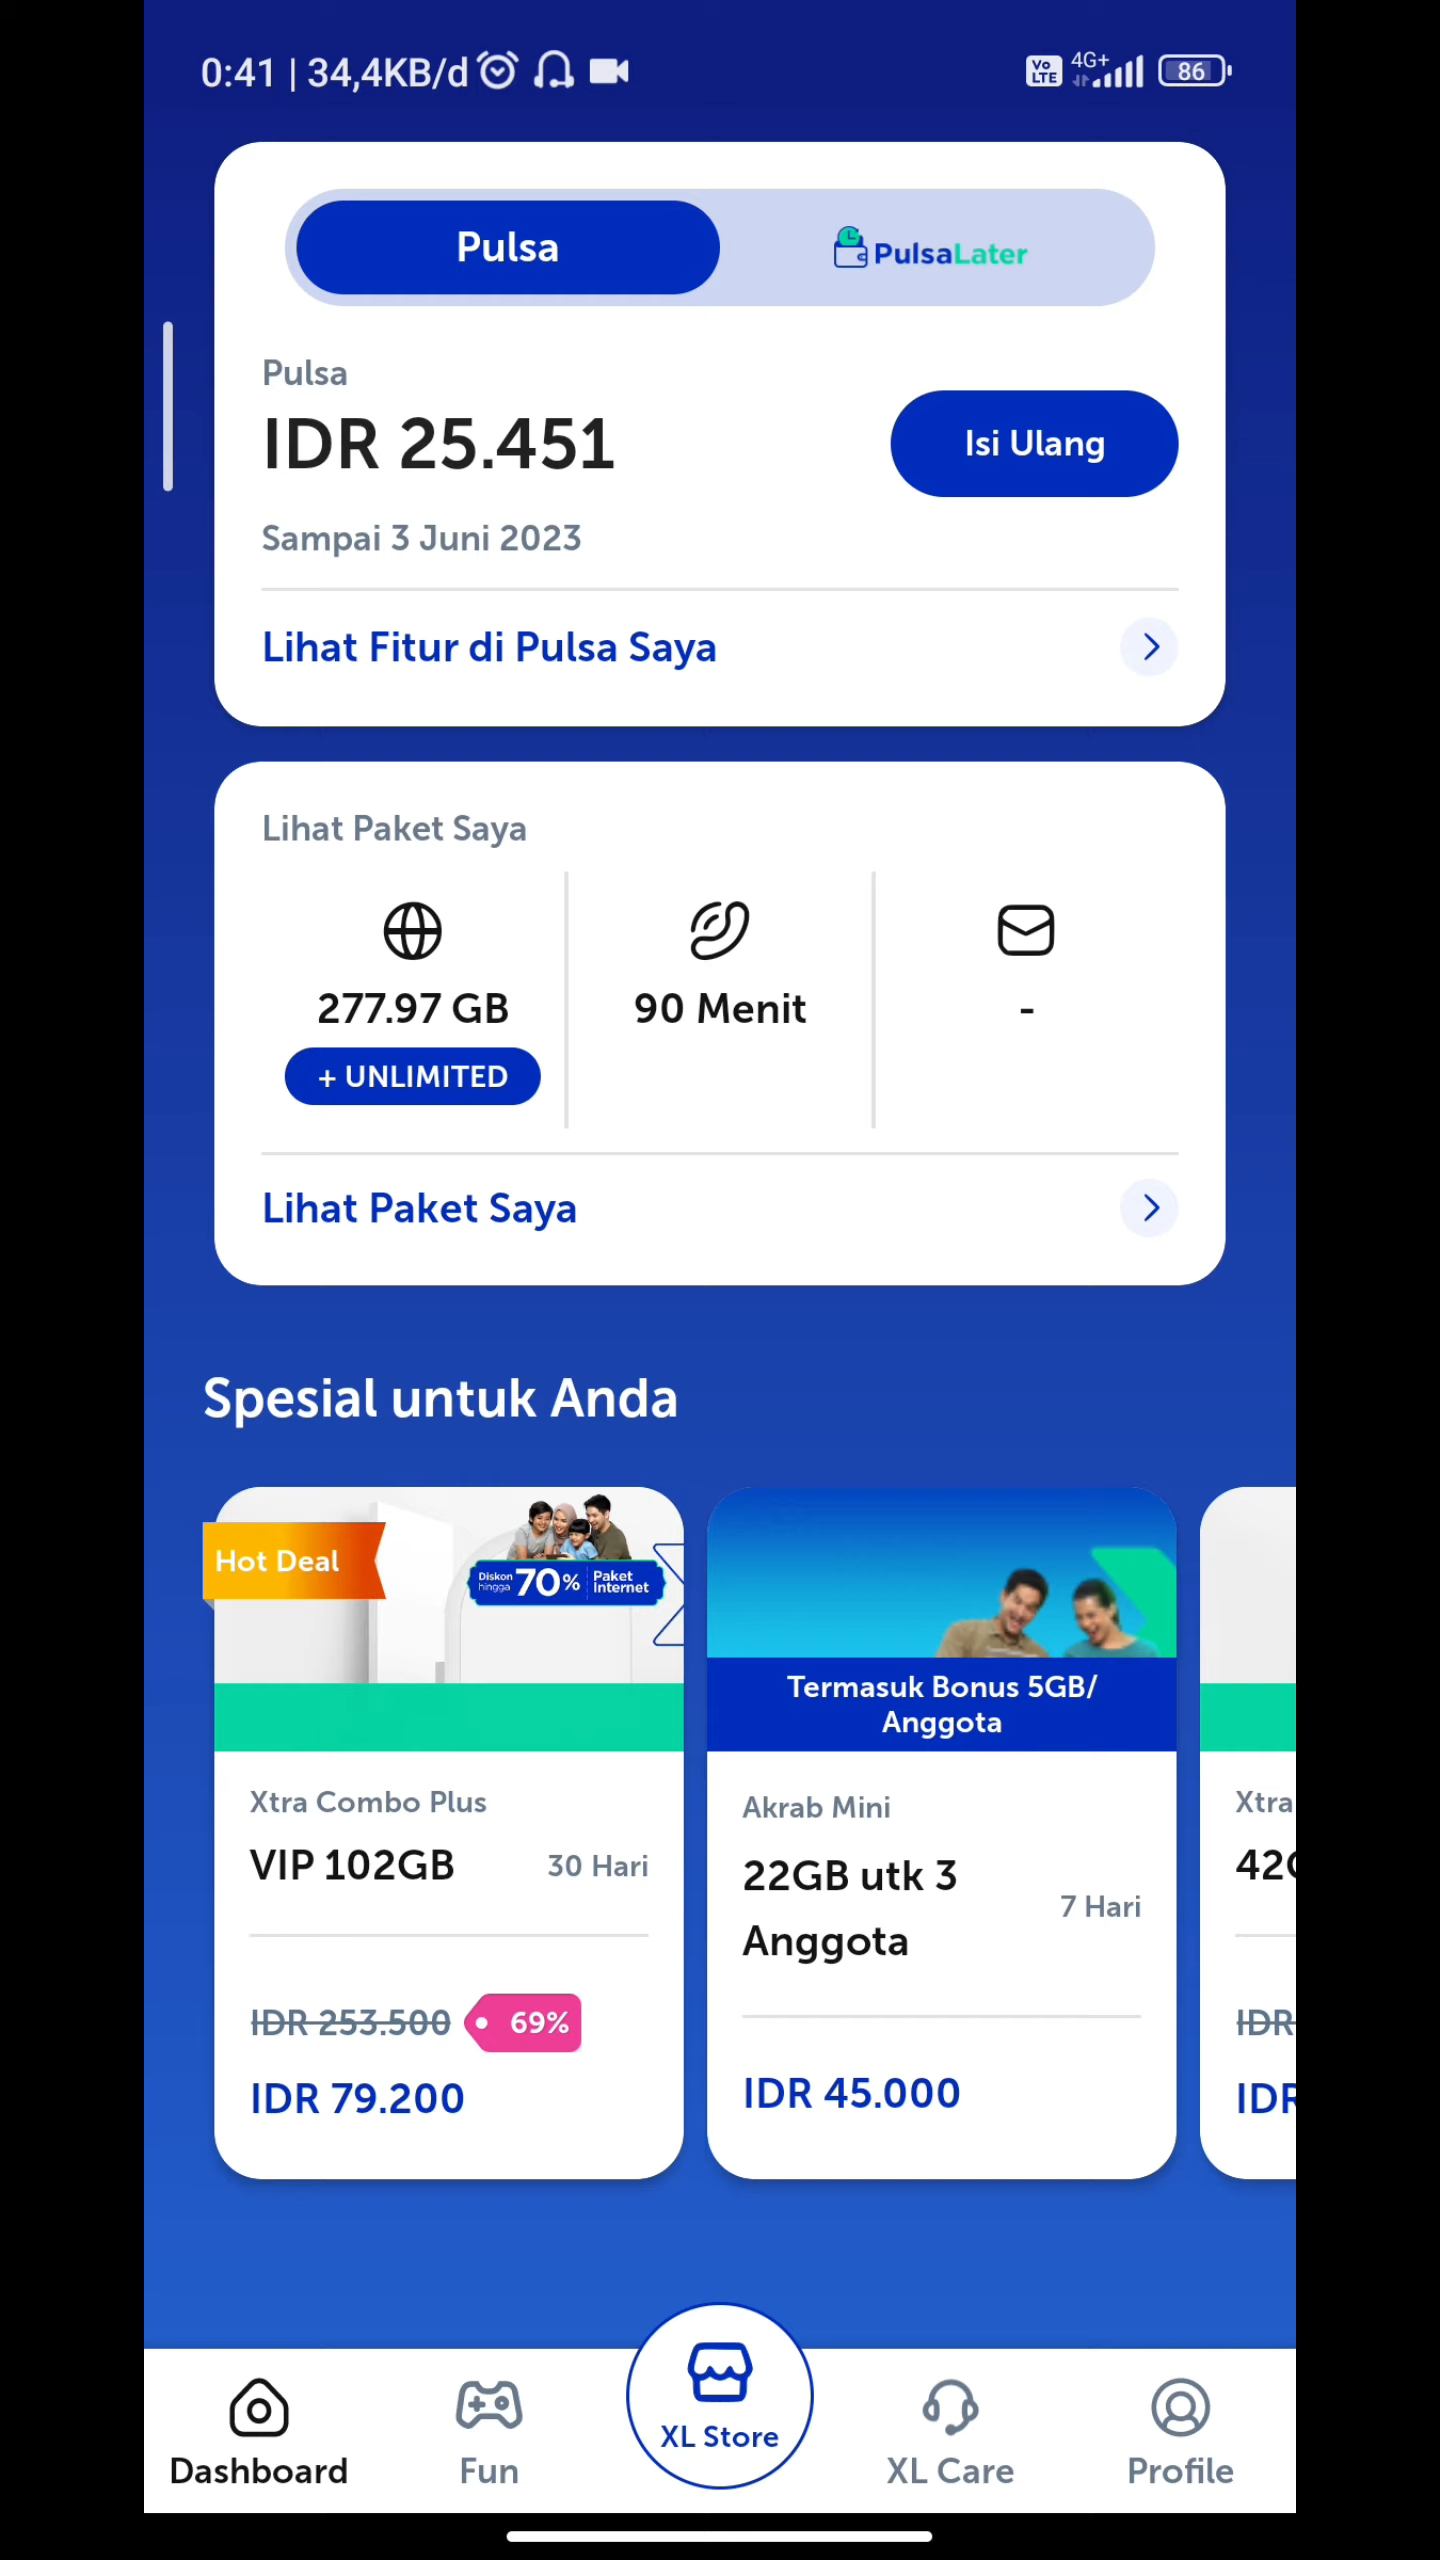 0:41 | 34,4KB/d
Vo LTE 4G+ 86
Pulsa
PulsaLater
Pulsa
IDR 25.451
Isi Ulang
Sampai 3 Juni 2023
Lihat Fitur di Pulsa Saya
Lihat Paket Saya
277.97 GB
90 Menit
-
+ UNLIMITED
Lihat Paket Saya
Spesial untuk Anda
Hot Deal
Diskon hingga 70% Paket Internet
Xtra Combo Plus
VIP 102GB
30 Hari
IDR 253.500
69%
IDR 79.200
Termasuk Bonus 5GB/
Anggota
Akrab Mini
22GB utk 3
Anggota
7 Hari
IDR 45.000
Xtra
42
IDR
IDR
Dashboard
Fun
XL Store
XL Care
Profile